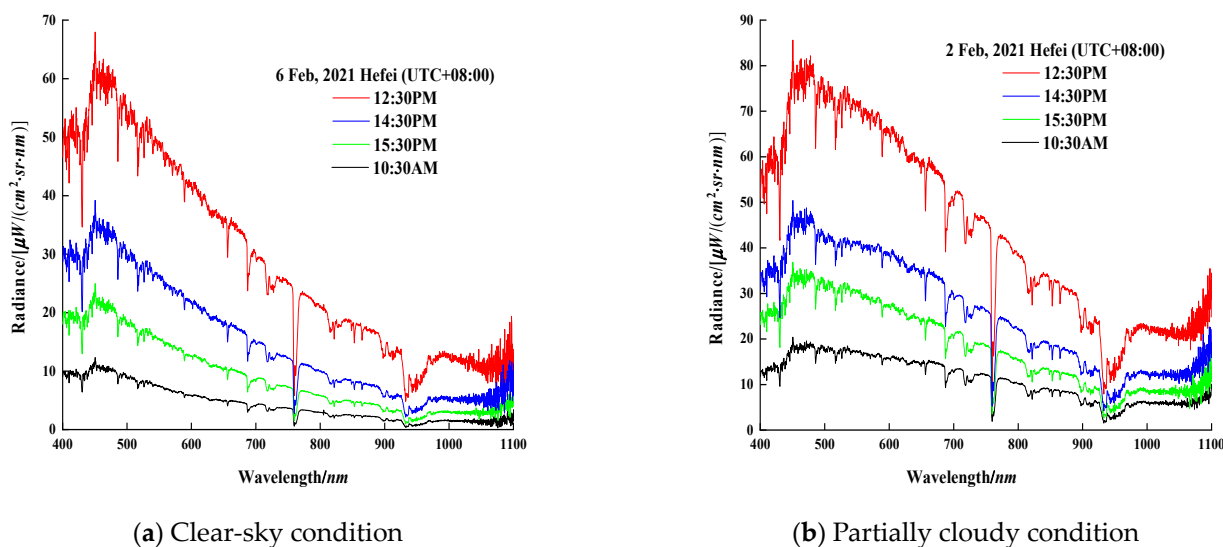 70
60
50
40
30
20
10
0
400 500 600 700 800 900 1000 1100
Radiance/[μW/(cm²·sr·nm)]
Wavelength/nm
6 Feb, 2021 Hefei (UTC+08:00)
12:30PM
14:30PM
15:30PM
10:30AM
(a) Clear-sky condition
90
80
70
60
50
40
30
20
10
0
400 500 600 700 800 900 1000 1100
Radiance/[μW/(cm²·sr·nm)]
Wavelength/nm
2 Feb, 2021 Hefei (UTC+08:00)
12:30PM
14:30PM
15:30PM
10:30AM
(b) Partially cloudy condition